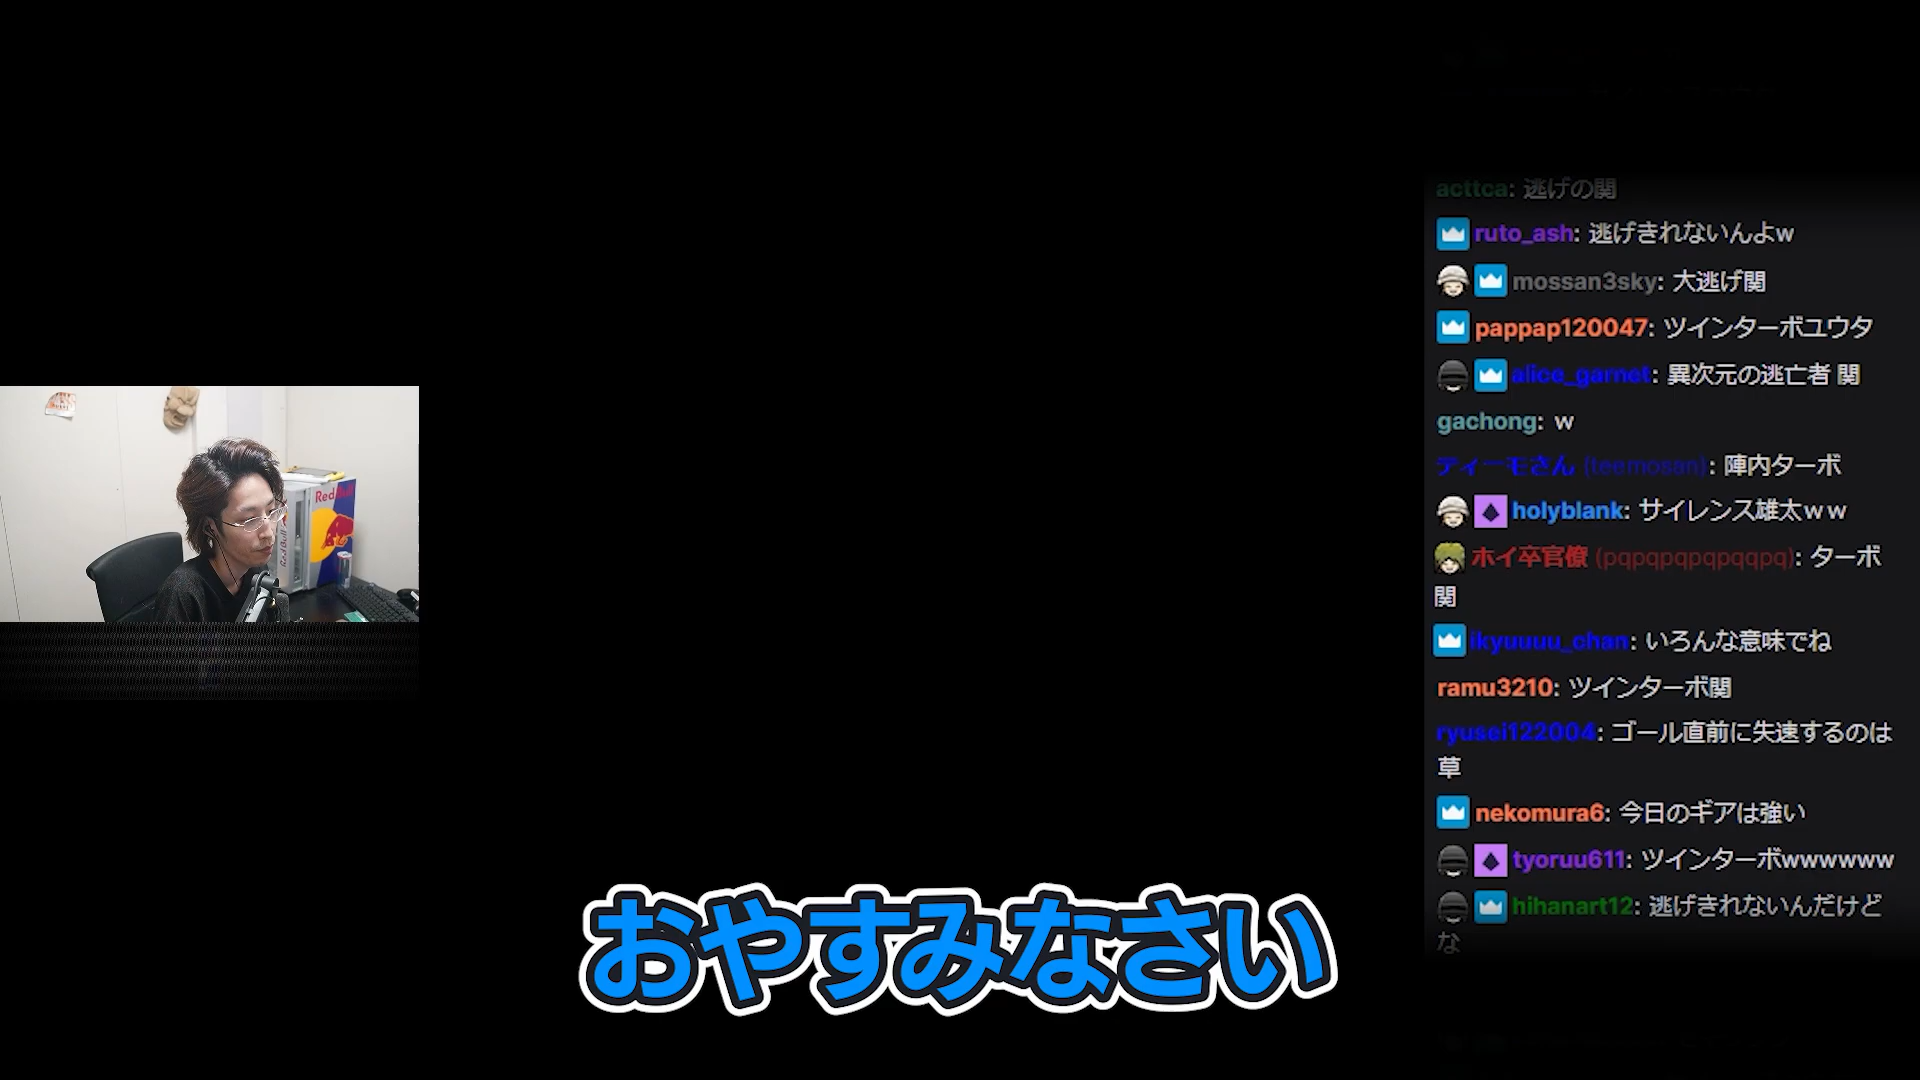 acttca: 逃げの関
ruto_ash: 逃げきれないんよw
mossan3sky: 大逃げ関
pappap120047: ツインターボユウタ
alice_garnet: 異次元の逃亡者 関
gachong: w
ティーモさん (teemosan): 陣内ターボ
holyblank: サイレンス雄太ｗｗ
ホイ卒官僚 (pqpqpqpqpqqpq): ターボ
関
ikyuuuu_chan: いろんな意味でね
ramu3210: ツインターボ関
ryusei122004: ゴール直前に失速するのは
草
nekomura6: 今日のギアは強い
tyoruu611: ツインターボwwwwww
hihanart12: 逃げきれないんだけど
な
Red Bull
RedBull
おやすみなさい